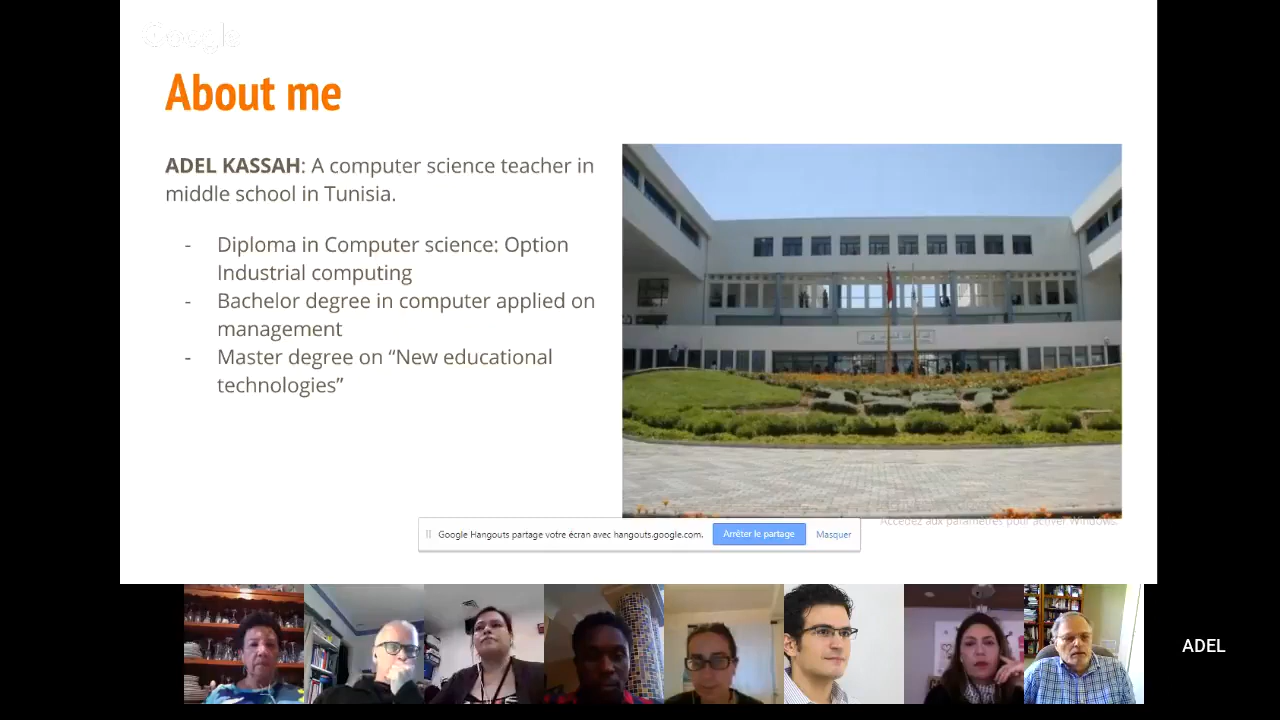 Google
About me
ADEL KASSAH: A computer science teacher in
middle school in Tunisia.
- Diploma in Computer science: Option
Industrial computing
- Bachelor degree in computer applied on
management
- Master degree on “New educational
technologies”
Accédez aux paramètres pour activer Windows.
Google Hangouts partage votre écran avec hangouts.google.com.
Arrêter le partage
Masquer
ADEL